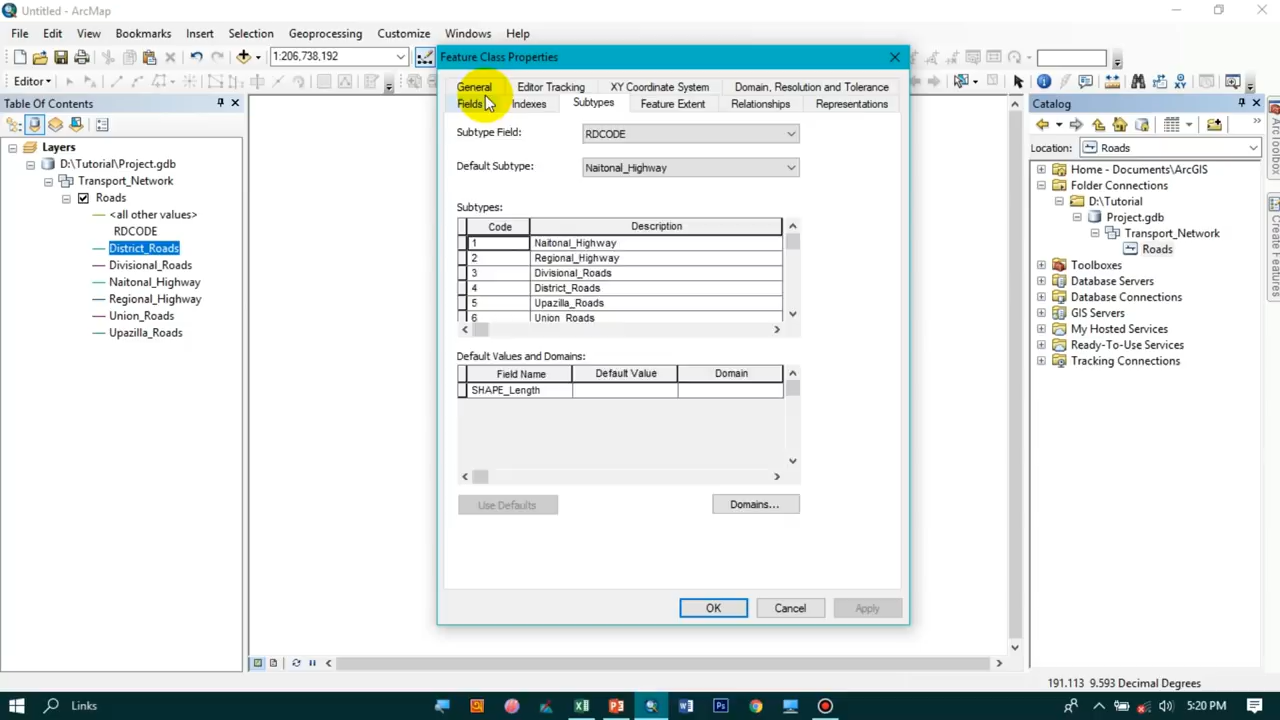 Untitled - ArcMap
File Edit View Bookmarks Insert Selection Geoprocessing Customize Windows Help
1:206,738,192
Editor
Table Of Contents
Layers
D:\Tutorial\Project.gdb
Transport_Network
Roads
<all other values>
RDCODE
District_Roads
Divisional_Roads
Naitonal_Highway
Regional_Highway
Union_Roads
Upazilla_Roads
Feature Class Properties
General Editor Tracking XY Coordinate System Domain, Resolution and Tolerance
Fields Indexes Subtypes Feature Extent Relationships Representations
Subtype Field: RDCODE
Default Subtype: Naitonal_Highway
Subtypes:
Code Description
1 Naitonal_Highway
2 Regional_Highway
3 Divisional_Roads
4 District_Roads
5 Upazilla_Roads
6 Union_Roads
Default Values and Domains:
Field Name Default Value Domain
SHAPE_Length
Use Defaults Domains...
OK Cancel Apply
Catalog
Location: Roads
Home - Documents\ArcGIS
Folder Connections
D:\Tutorial
Project.gdb
Transport_Network
Roads
Toolboxes
Database Servers
Database Connections
GIS Servers
My Hosted Services
Ready-To-Use Services
Tracking Connections
ArcToolbox
Create Features
191.113 9.593 Decimal Degrees
Links
5:20 PM